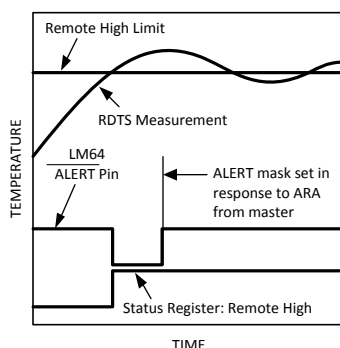 Remote High Limit
RDTS Measurement
LM64
ALERT Pin
ALERT mask set in
response to ARA
from master
Status Register: Remote High
TEMPERATURE
TIME